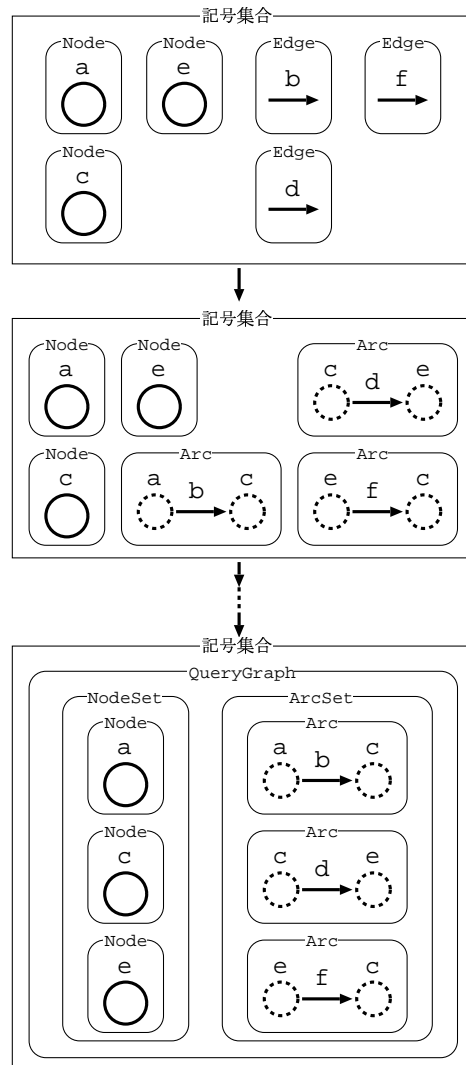 記号集合
Node Node Edge Edge
a e b f
Node Edge
c d
記号集合
Node Node Arc
a e c d e
Node Arc Arc
c a b c e f c
記号集合
QueryGraph
NodeSet ArcSet
Node Arc
a a b c
Node Arc
c c d e
Node Arc
e e f c